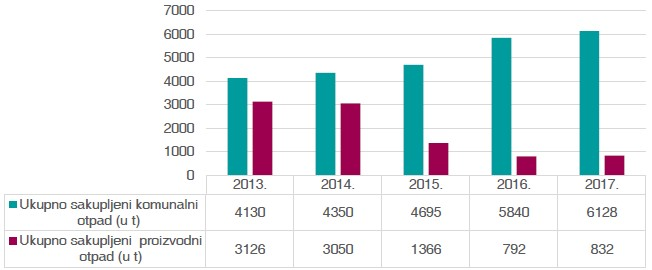 7000
6000
5000
4000
3000
2000
1000
0
2013. 2014. 2015. 2016. 2017.
Ukupno sakupljeni komunalni
otpad (u t)
4130 4350 4695 5840 6128
Ukupno sakupljeni proizvodni
otpad (u t)
3126 3050 1366 792 832